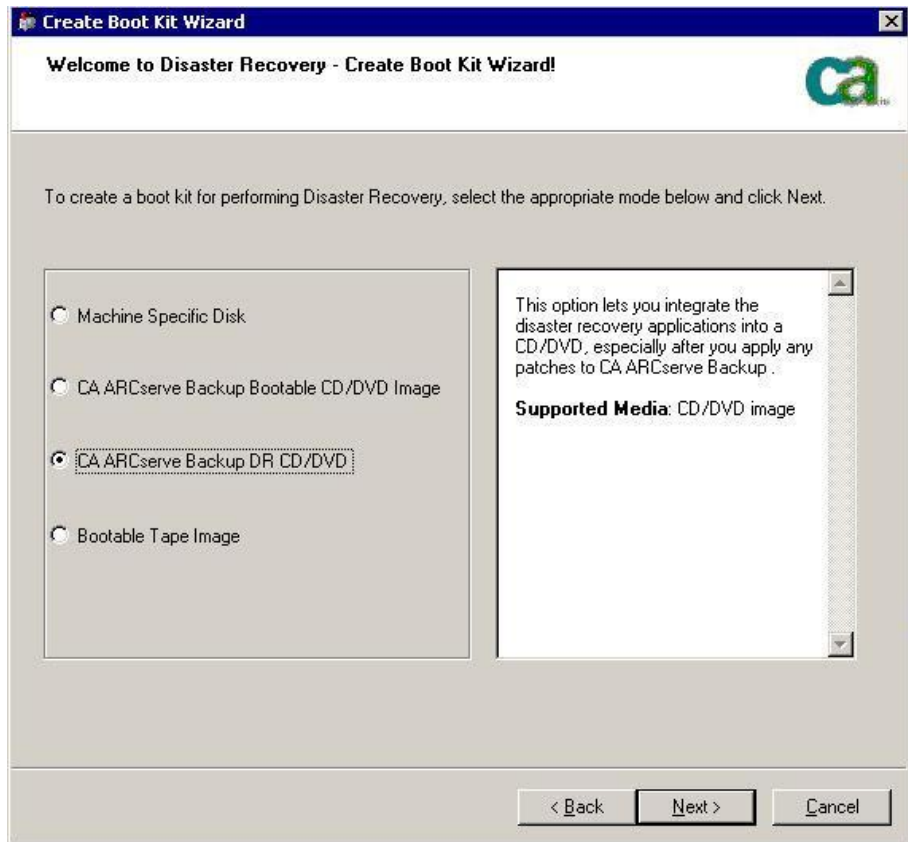 Create Boot Kit Wizard
Welcome to Disaster Recovery - Create Boot Kit Wizard!
ca
To create a boot kit for performing Disaster Recovery, select the appropriate mode below and click Next.
Machine Specific Disk
CA ARCserve Backup Bootable CD/DVD Image
CA ARCserve Backup DR CD/DVD
Bootable Tape Image
This option lets you integrate the
disaster recovery applications into a
CD/DVD, especially after you apply any
patches to CA ARCserve Backup .
Supported Media: CD/DVD image
< Back
Next >
Cancel